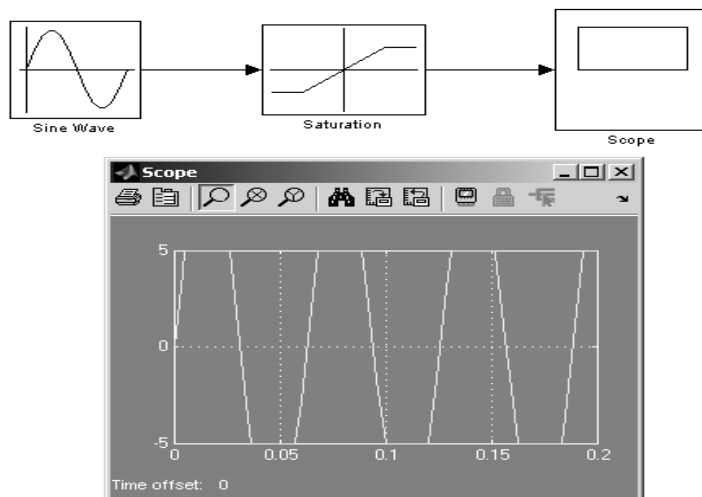 Sine Wave
Saturation
Scope
Scope
5
0
-5
0 0.05 0.1 0.15 0.2
Time offset: 0